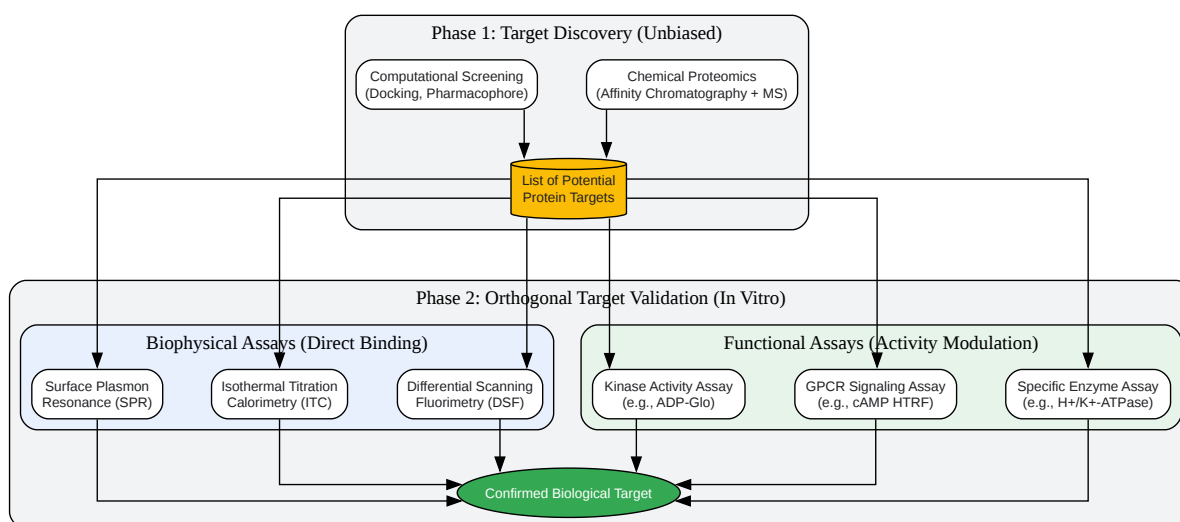 Phase 1: Target Discovery (Unbiased)
Computational Screening
(Docking, Pharmacophore)
Chemical Proteomics
(Affinity Chromatography + MS)
List of Potential
Protein Targets
Phase 2: Orthogonal Target Validation (In Vitro)
Biophysical Assays (Direct Binding)
Functional Assays (Activity Modulation)
Surface Plasmon
Resonance (SPR)
Isothermal Titration
Calorimetry (ITC)
Differential Scanning
Fluorimetry (DSF)
Kinase Activity Assay
(e.g., ADP-Glo)
GPCR Signaling Assay
(e.g., cAMP HTRF)
Specific Enzyme Assay
(e.g., H+/K+-ATPase)
Confirmed Biological Target